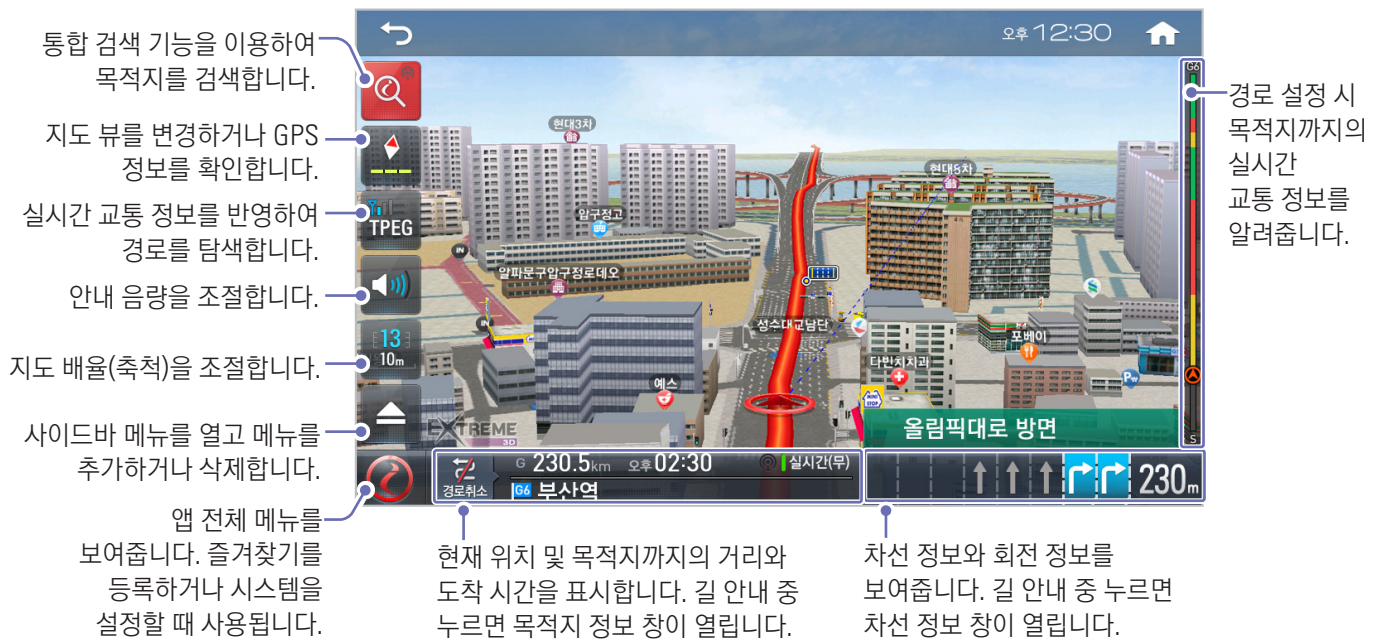 통합 검색 기능을 이용하여
목적지를 검색합니다.
지도 뷰를 변경하거나 GPS
정보를 확인합니다.
실시간 교통 정보를 반영하여
경로를 탐색합니다.
안내 음량을 조절합니다.
지도 배율(축척)을 조절합니다.
사이드바 메뉴를 열고 메뉴를
추가하거나 삭제합니다.
앱 전체 메뉴를
보여줍니다. 즐겨찾기를
등록하거나 시스템을
설정할 때 사용됩니다.
오후 12:30
TPEG
13
10m
현대3차
현대8차
압구정고
알파문구압구정로데오
IN
IN
성수대교남단
포베이
다빈치치과
예스
Pw
MINI
STOP
EXTREME
3D
올림픽대로 방면
G6
S
경로취소
G 230.5km 오후 02:30 실시간(무)
G6 부산역
230m
경로 설정 시
목적지까지의
실시간
교통 정보를
알려줍니다.
현재 위치 및 목적지까지의 거리와
도착 시간을 표시합니다. 길 안내 중
누르면 목적지 정보 창이 열립니다.
차선 정보와 회전 정보를
보여줍니다. 길 안내 중 누르면
차선 정보 창이 열립니다.